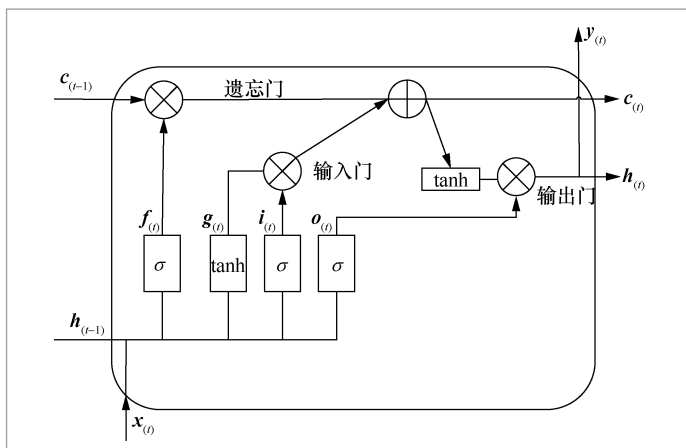 y(t)
c(t-1)
遗忘门
c(t)
输入门
tanh
h(t)
输出门
f(t)
g(t)
i(t)
o(t)
σ
tanh
σ
σ
h(t-1)
x(t)